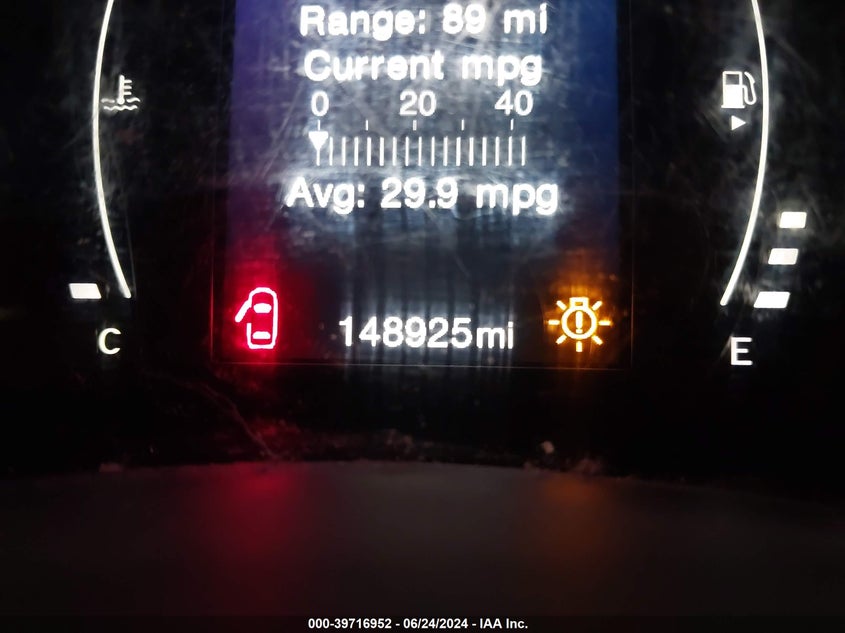 Range: 89 mi
Current mpg
0 20 40
Avg: 29.9 mpg
148925mi
C
E
000-39716952 - 06/24/2024 - IAA Inc.